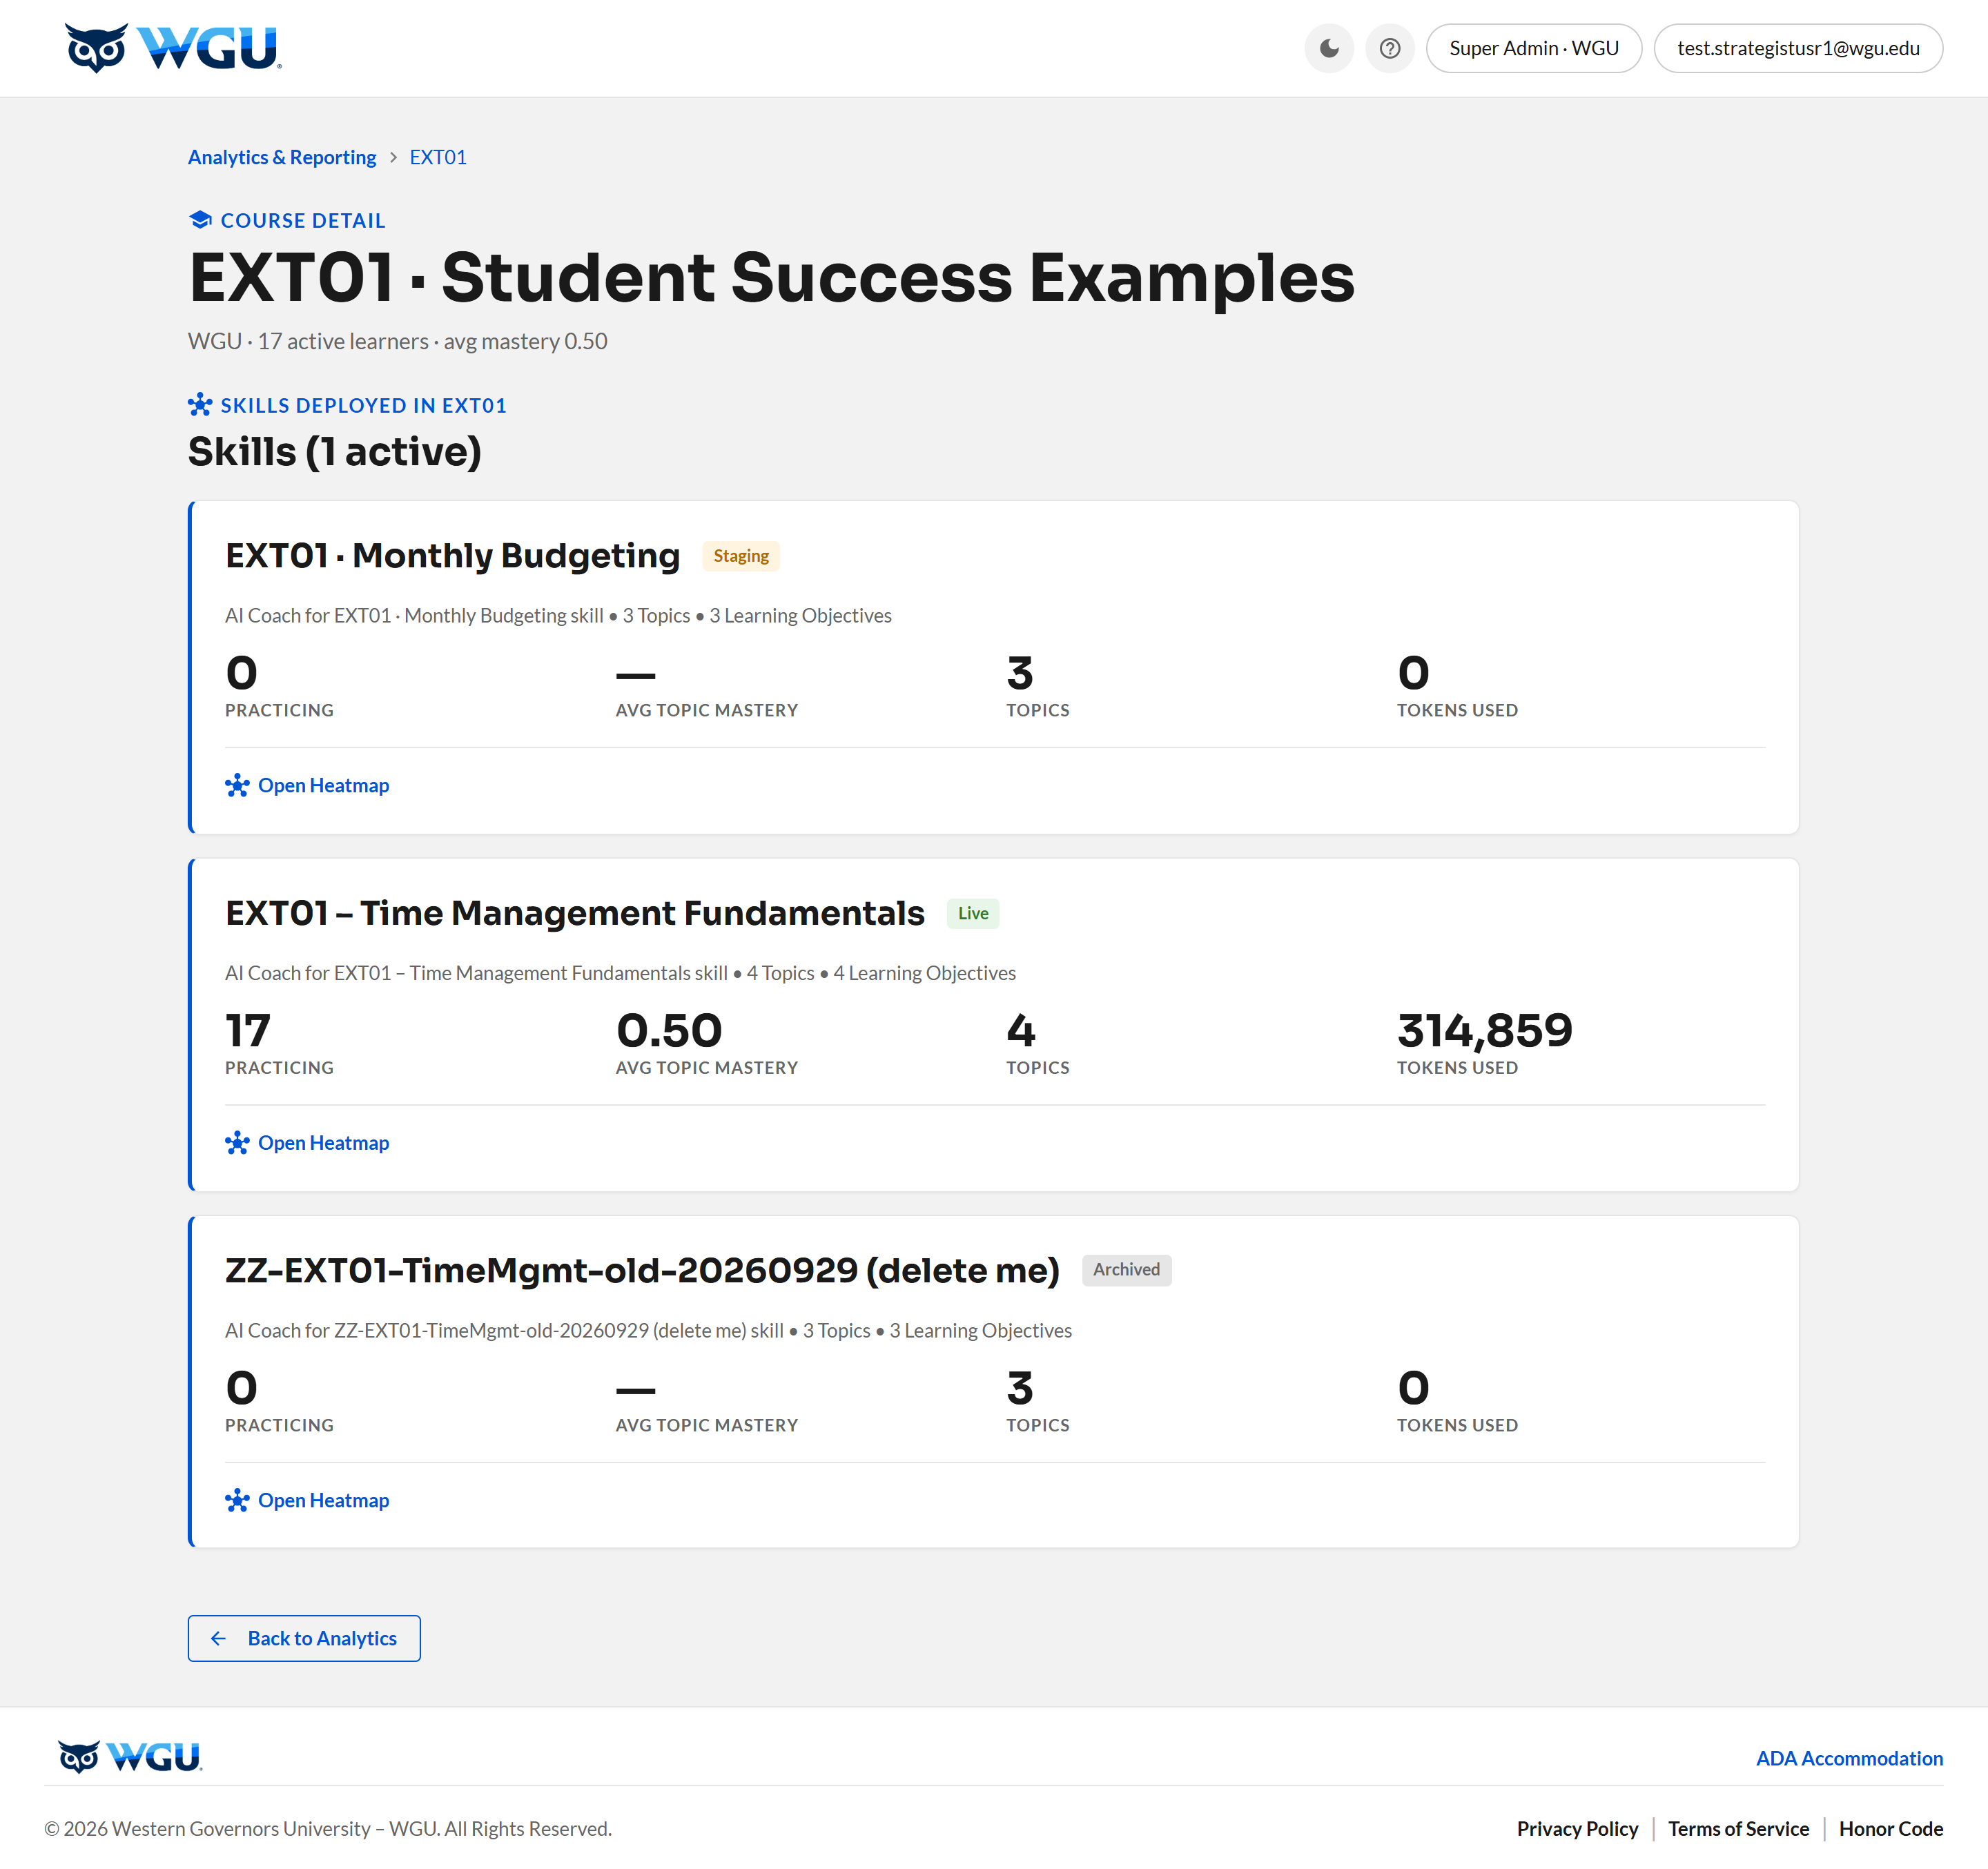 WGU
Super Admin · WGU
test.strategistusr1@wgu.edu
Analytics & Reporting > EXT01
COURSE DETAIL
EXT01 · Student Success Examples
WGU · 17 active learners · avg mastery 0.50
SKILLS DEPLOYED IN EXT01
Skills (1 active)
EXT01 · Monthly Budgeting Staging
AI Coach for EXT01 · Monthly Budgeting skill • 3 Topics • 3 Learning Objectives
0 — 3 0
PRACTICING AVG TOPIC MASTERY TOPICS TOKENS USED
Open Heatmap
EXT01 – Time Management Fundamentals Live
AI Coach for EXT01 – Time Management Fundamentals skill • 4 Topics • 4 Learning Objectives
17 0.50 4 314,859
PRACTICING AVG TOPIC MASTERY TOPICS TOKENS USED
Open Heatmap
ZZ-EXT01-TimeMgmt-old-20260929 (delete me) Archived
AI Coach for ZZ-EXT01-TimeMgmt-old-20260929 (delete me) skill • 3 Topics • 3 Learning Objectives
0 — 3 0
PRACTICING AVG TOPIC MASTERY TOPICS TOKENS USED
Open Heatmap
Back to Analytics
WGU
ADA Accommodation
© 2026 Western Governors University – WGU. All Rights Reserved.
Privacy Policy | Terms of Service | Honor Code